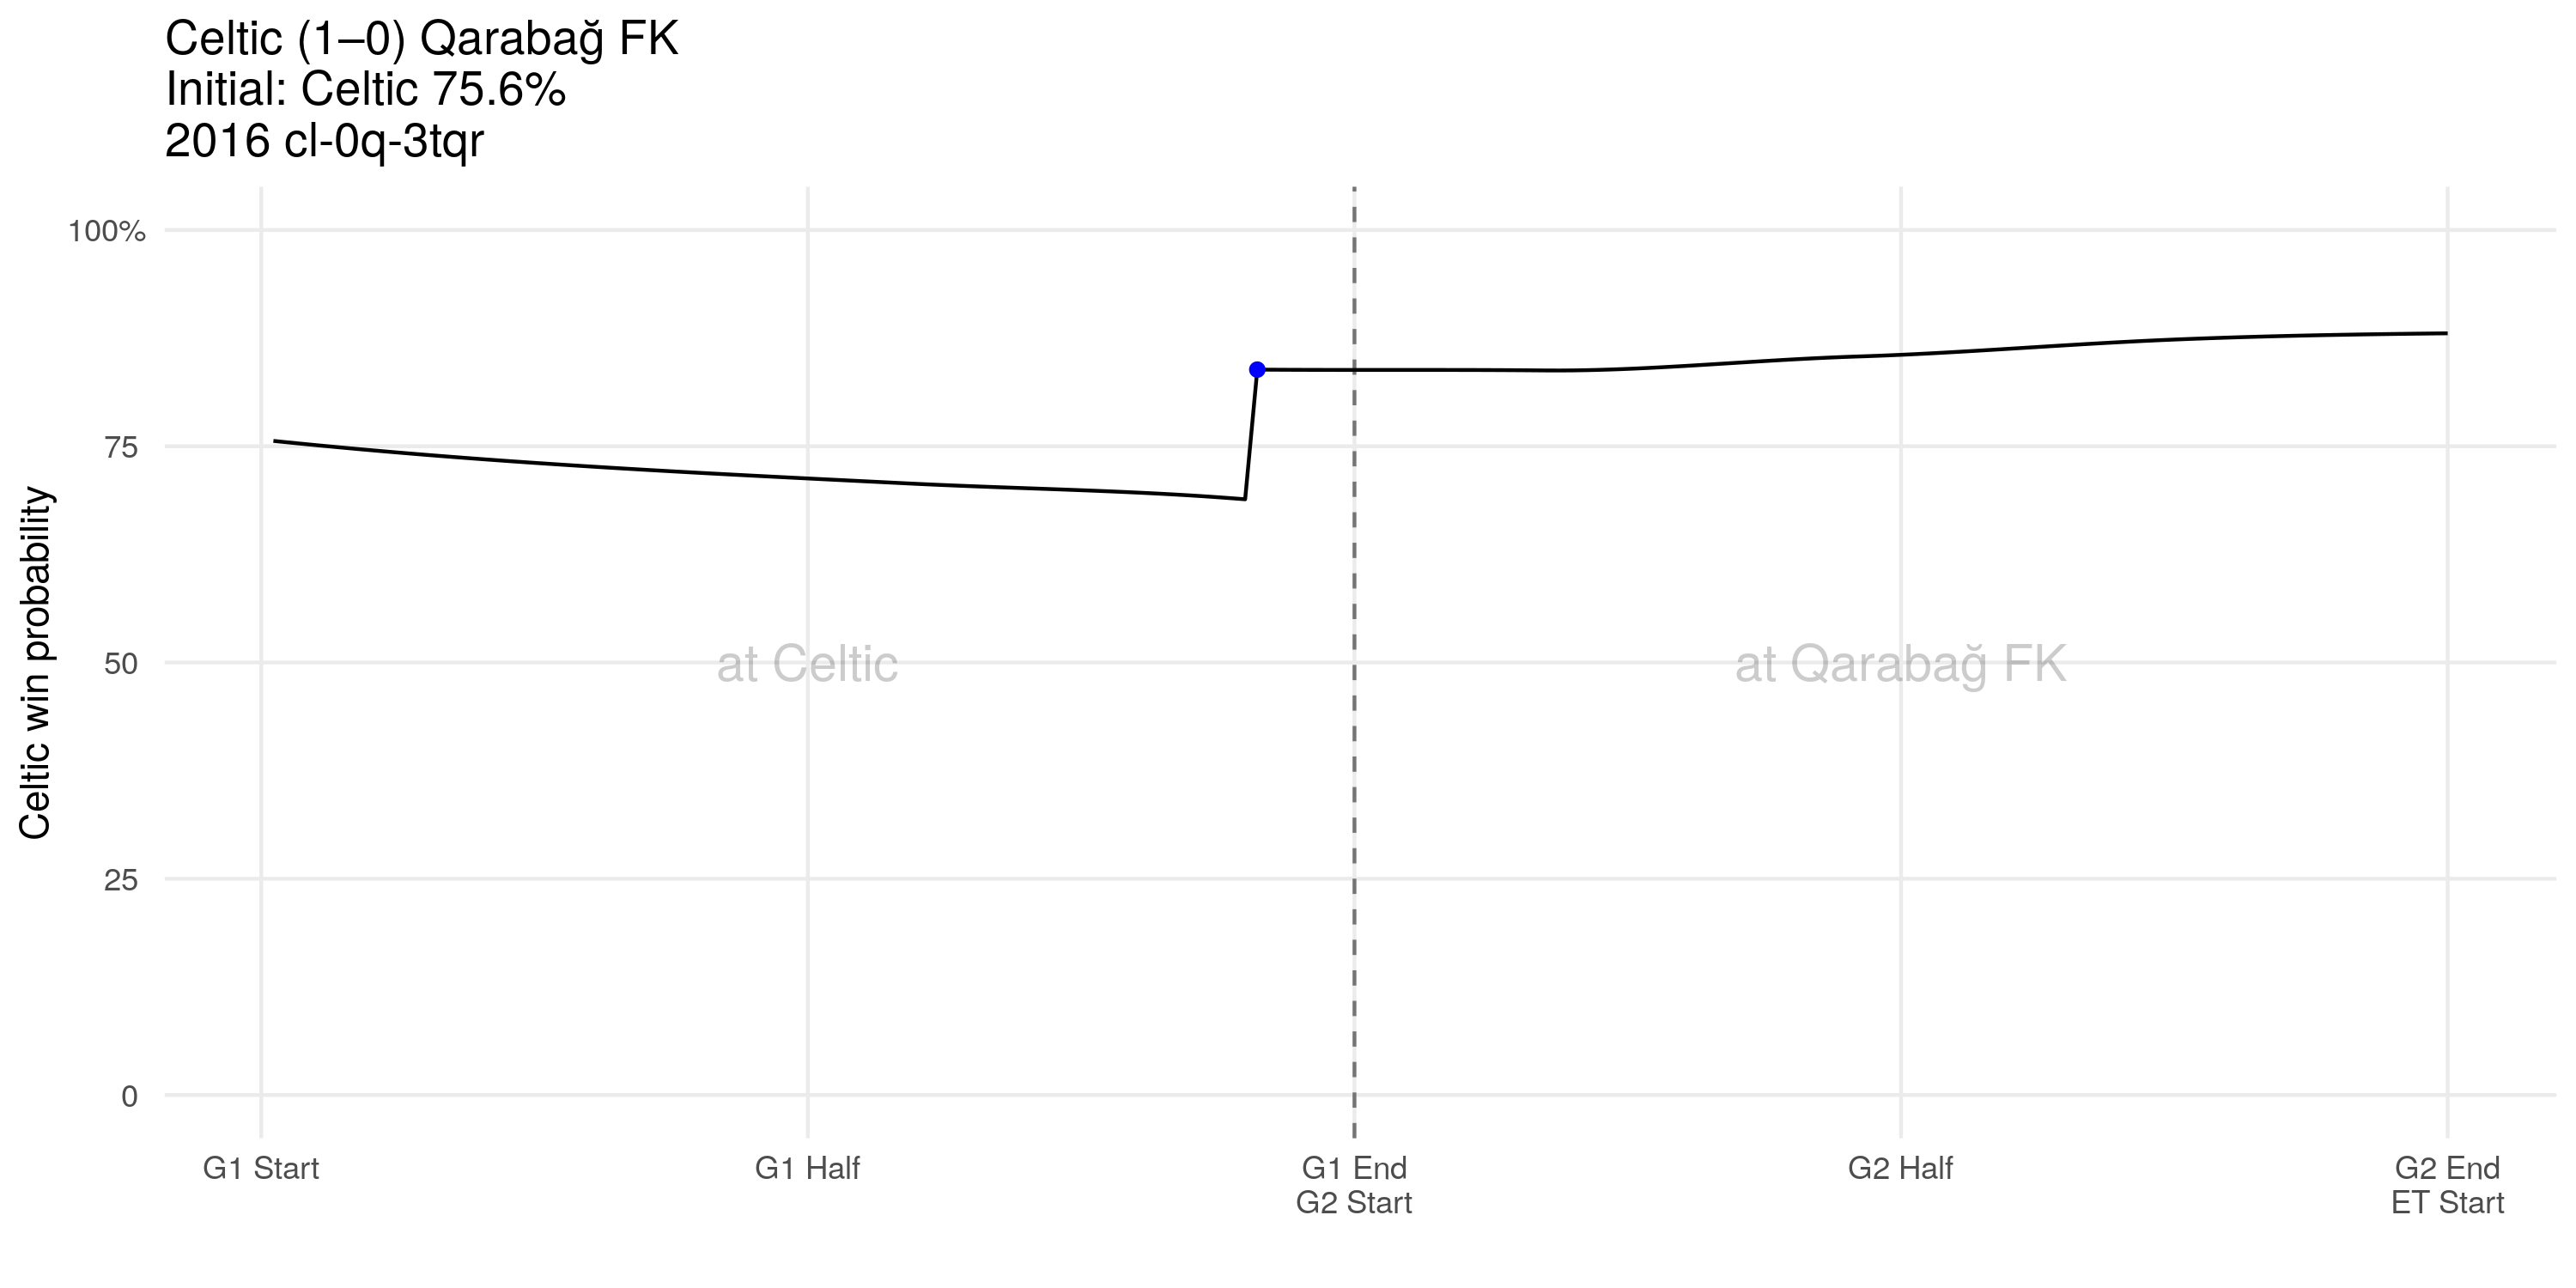 Celtic (1–0) Qarabağ FK
Initial: Celtic 75.6%
2016 cl-0q-3tqr
Celtic win probability
100%
75
50
25
0
at Celtic
at Qarabağ FK
G1 Start
G1 Half
G1 End
G2 Start
G2 Half
G2 End
ET Start